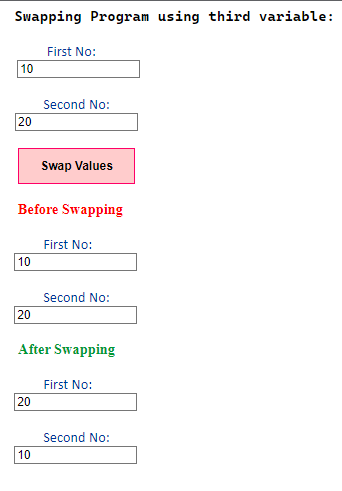 Swapping Program using third variable:
First No:
10
Second No:
20
Swap Values
Before Swapping
First No:
10
Second No:
20
After Swapping
First No:
20
Second No:
10